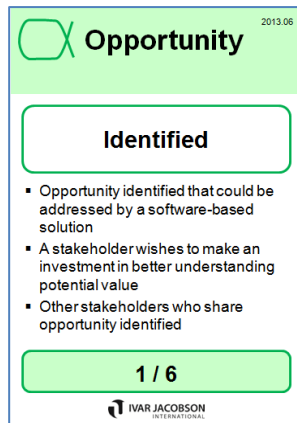 2013.06
Opportunity
Identified
▪ Opportunity identified that could be
addressed by a software-based
solution
▪ A stakeholder wishes to make an
investment in better understanding
potential value
▪ Other stakeholders who share
opportunity identified
1 / 6
IVAR JACOBSON
INTERNATIONAL